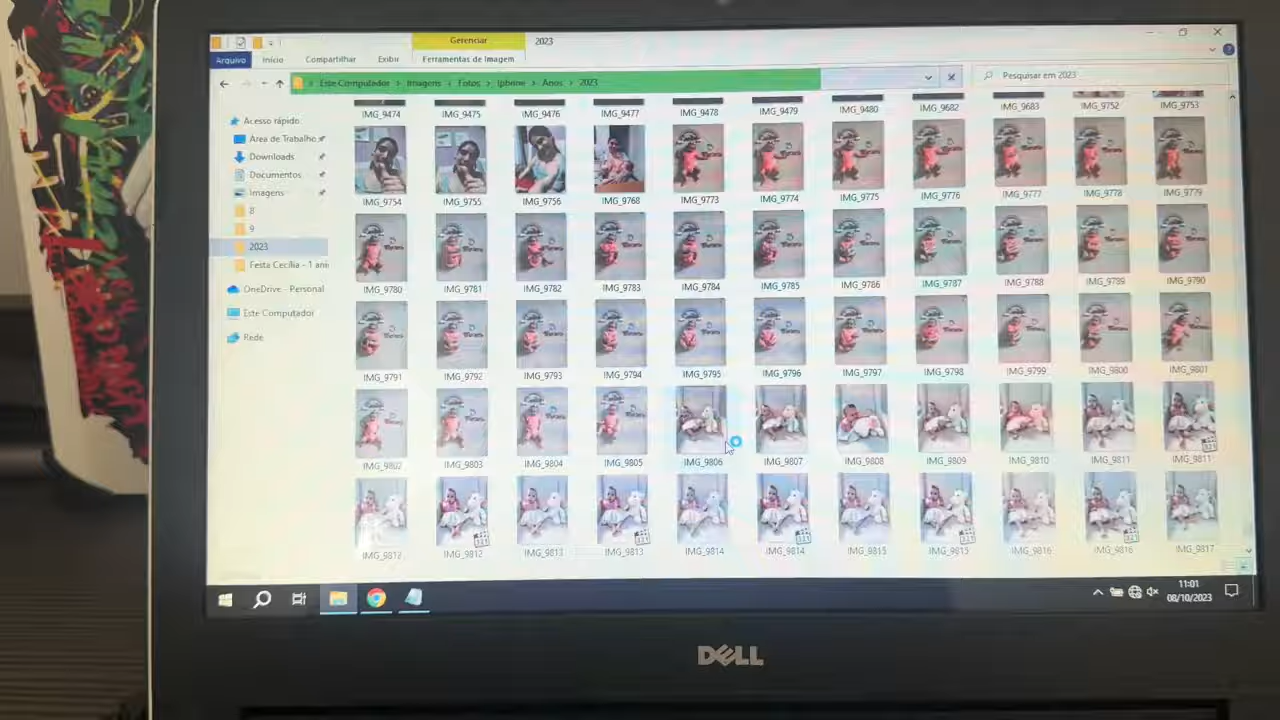 Gerenciar 2023
Arquivo Início Compartilhar Exibir Ferramentas de Imagem
Este Computador > Imagens > Fotos > Iphone > Anos > 2023
Pesquisar em 2023
Acesso rápido
Área de Trabalho
Downloads
Documentos
Imagens
8
9
2023
Festa Cecília - 1 ani
OneDrive - Personal
Este Computador
Rede
IMG_9474 IMG_9475 IMG_9476 IMG_9477 IMG_9478 IMG_9479 IMG_9480 IMG_9682 IMG_9683 IMG_9752 IMG_9753
IMG_9754 IMG_9755 IMG_9756 IMG_9768 IMG_9773 IMG_9774 IMG_9775 IMG_9776 IMG_9777 IMG_9778 IMG_9779
IMG_9780 IMG_9781 IMG_9782 IMG_9783 IMG_9784 IMG_9785 IMG_9786 IMG_9787 IMG_9788 IMG_9789 IMG_9790
IMG_9791 IMG_9792 IMG_9793 IMG_9794 IMG_9795 IMG_9796 IMG_9797 IMG_9798 IMG_9799 IMG_9800 IMG_9801
IMG_9802 IMG_9803 IMG_9804 IMG_9805 IMG_9806 IMG_9807 IMG_9808 IMG_9809 IMG_9810 IMG_9811 IMG_9811
IMG_9812 IMG_9812 IMG_9813 IMG_9813 IMG_9814 IMG_9814 IMG_9815 IMG_9815 IMG_9816 IMG_9816 IMG_9817
11:01
08/10/2023
DELL